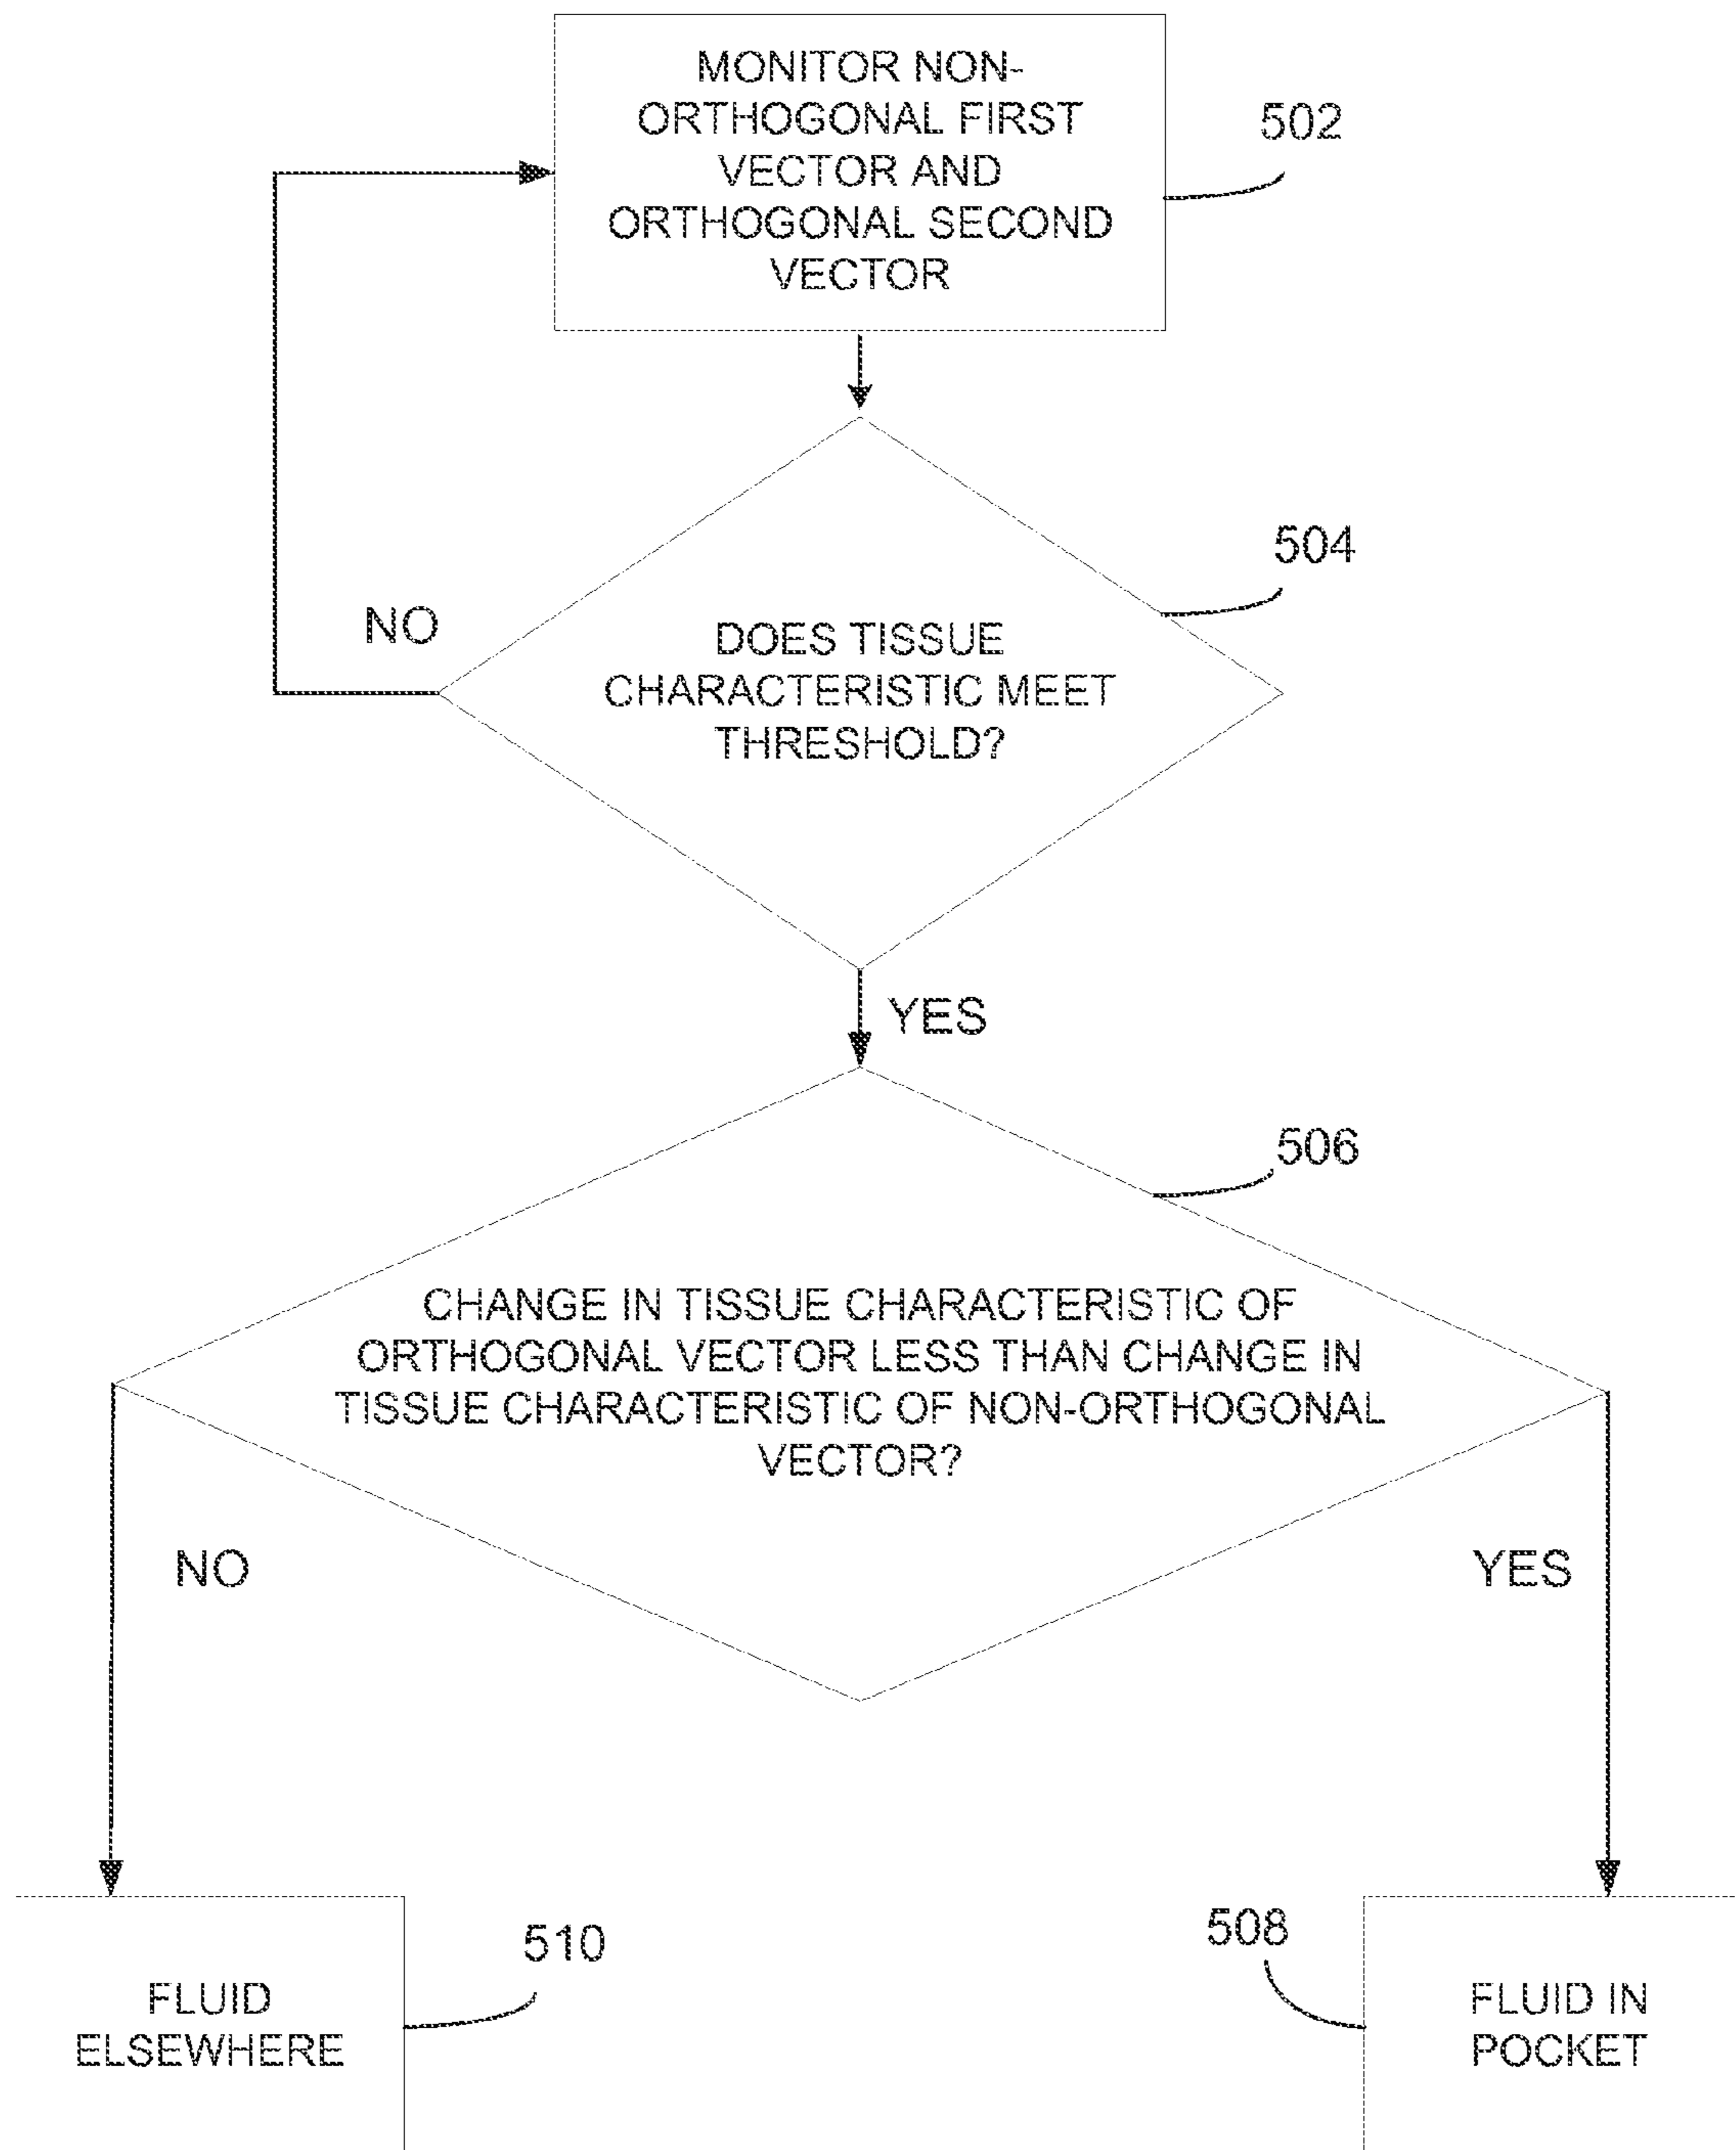 MONITOR NON-
ORTHOGONAL FIRST
VECTOR AND
ORTHOGONAL SECOND
VECTOR
502
504
NO
DOES TISSUE
CHARACTERISTIC MEET
THRESHOLD?
YES
506
CHANGE IN TISSUE CHARACTERISTIC OF
ORTHOGONAL VECTOR LESS THAN CHANGE IN
TISSUE CHARACTERISTIC OF NON-ORTHOGONAL
VECTOR?
NO
YES
510
508
FLUID
ELSEWHERE
FLUID IN
POCKET